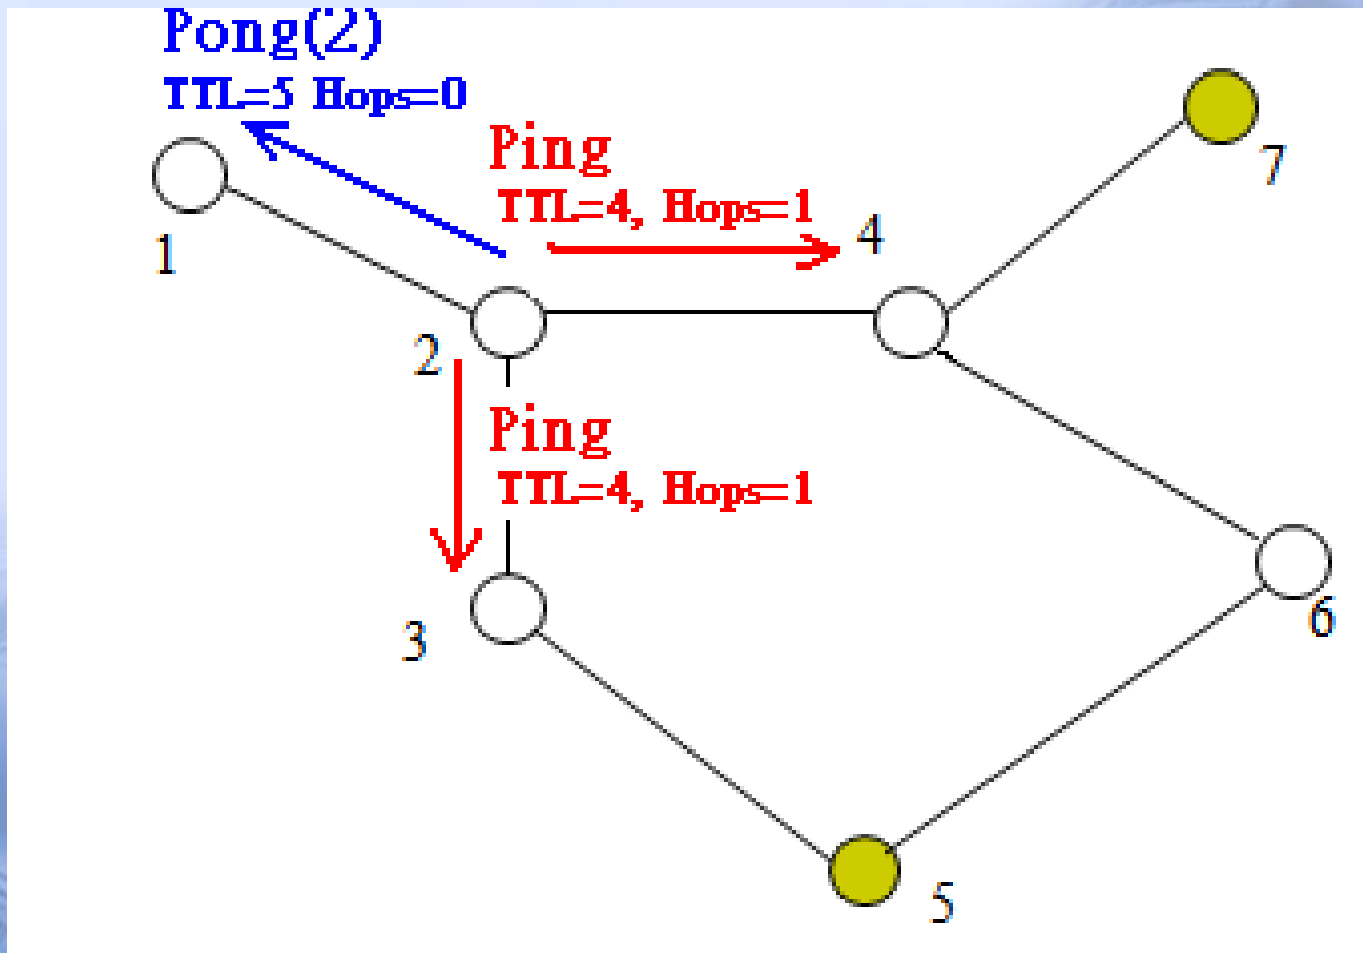 Pong(2)
TTL=5 Hops=0
Ping
TTL=4, Hops=1
7
4
1
2
Ping
TTL=4, Hops=1
3
6
5